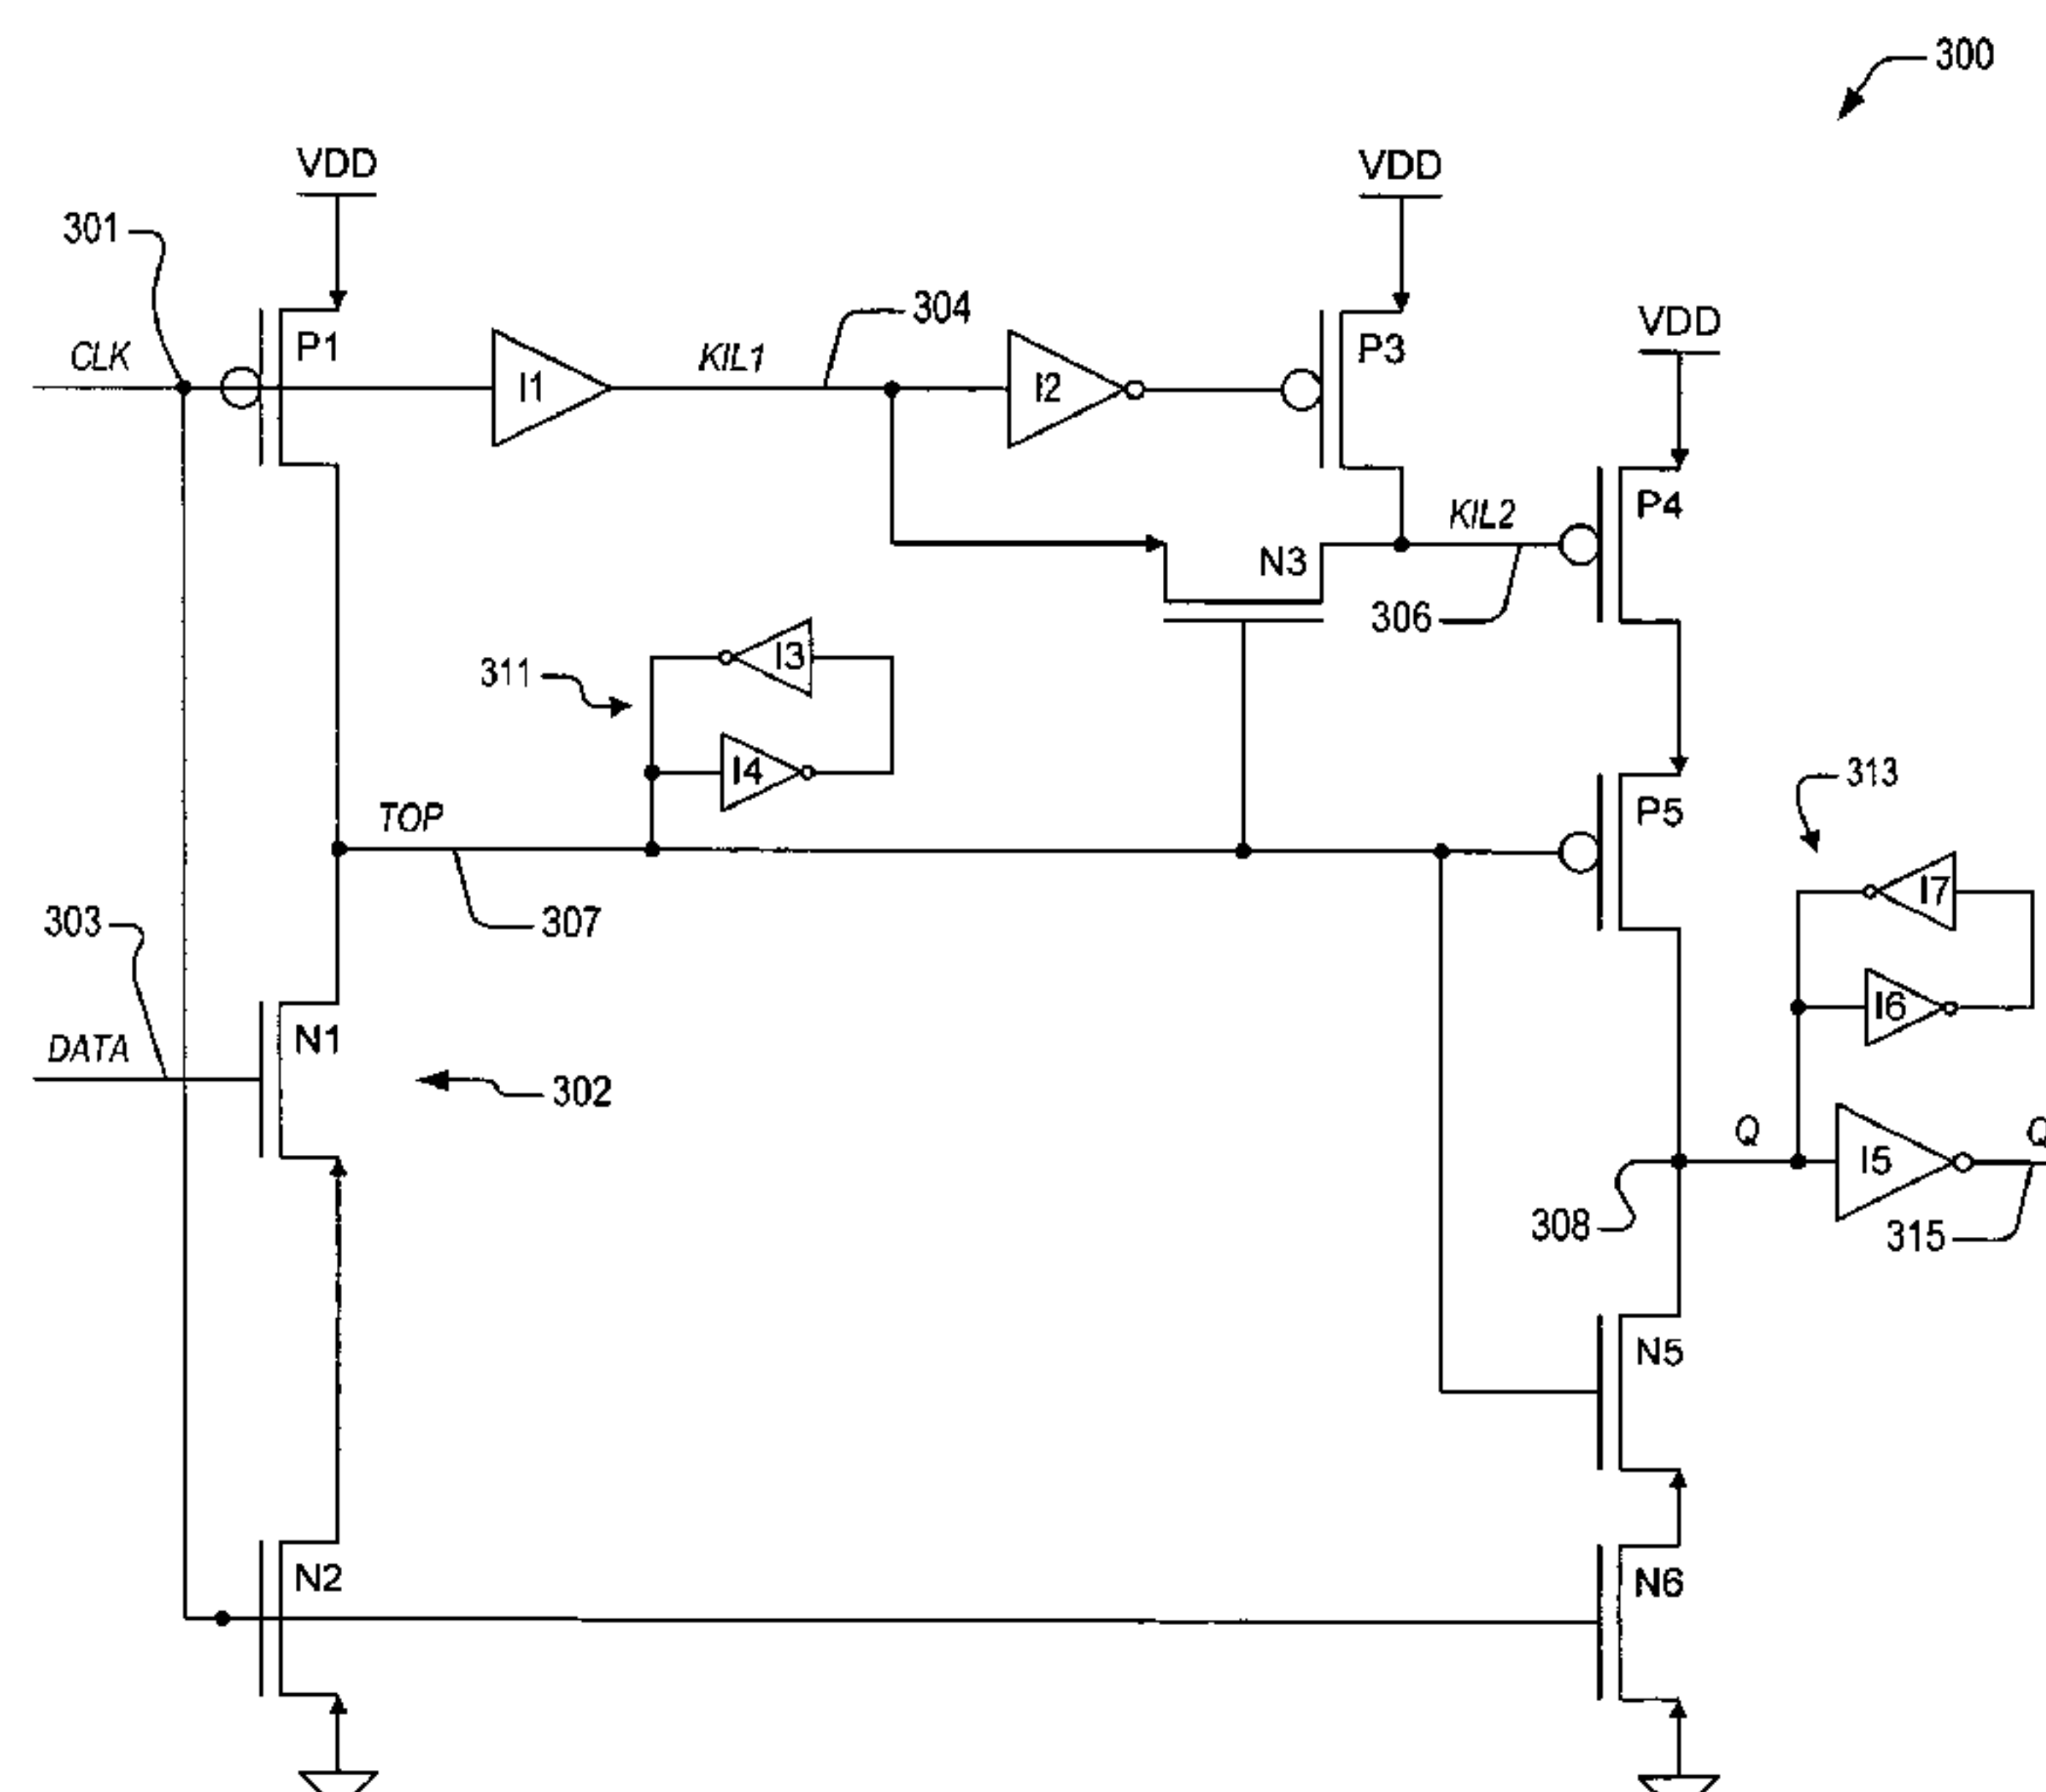 300
VDD
VDD
301
304
VDD
CLK
P1
I1
KIL1
I2
P3
P4
KIL2
N3
306
311
I3
I4
P5
313
TOP
307
I7
303
I6
DATA
N1
302
Q
I5
Q
308
315
N5
N2
N6